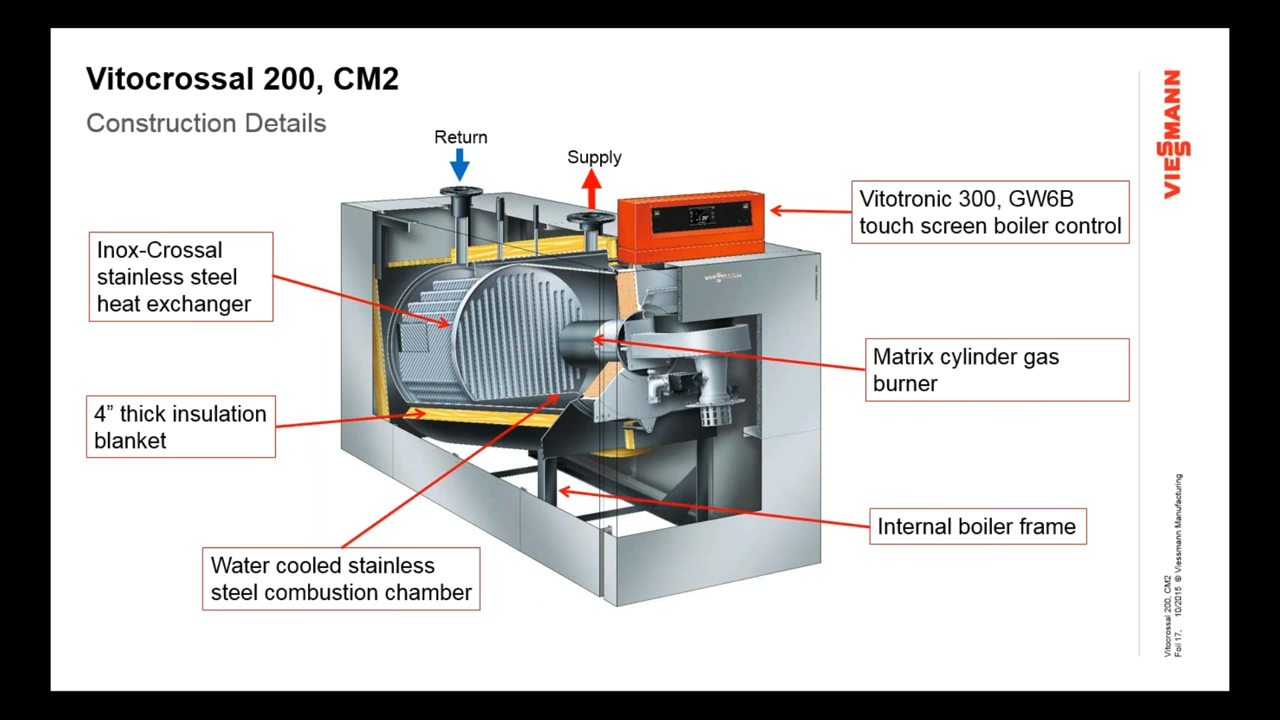 Vitocrossal 200, CM2
Construction Details
Return
Supply
Vitotronic 300, GW6B
touch screen boiler control
Inox-Crossal
stainless steel
heat exchanger
Matrix cylinder gas
burner
4” thick insulation
blanket
Internal boiler frame
Water cooled stainless
steel combustion chamber
VIESMANN
VIESSMANN
Vitocrossal 200, CM2
Foil 17, 10/2015 © Viessmann Manufacturing